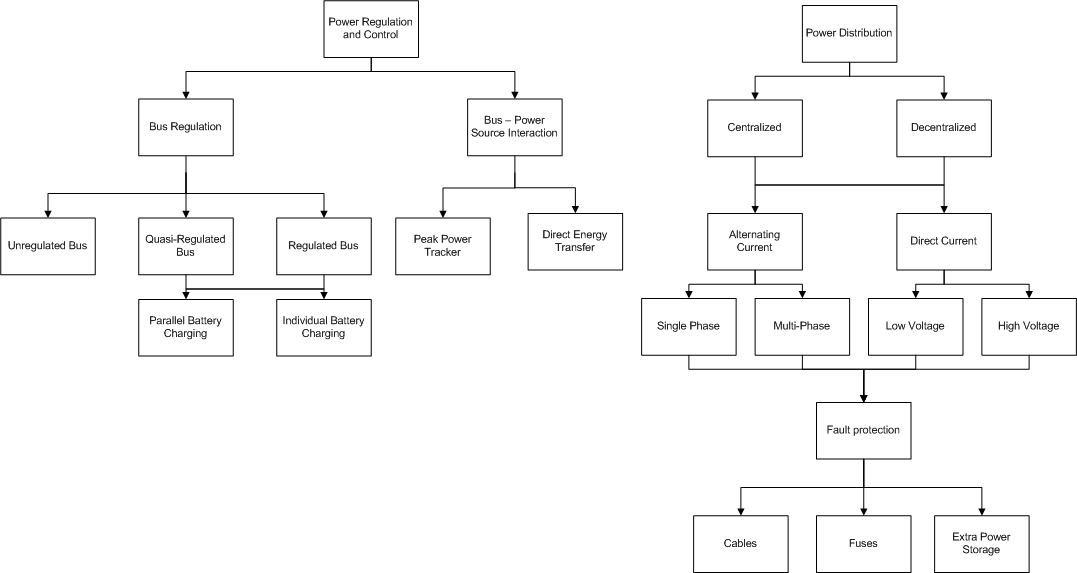 Power Regulation
and Control
Power Distribution
Bus Regulation
Bus – Power
Source Interaction
Centralized
Decentralized
Unregulated Bus
Quasi-Regulated
Bus
Regulated Bus
Peak Power
Tracker
Direct Energy
Transfer
Alternating
Current
Direct Current
Parallel Battery
Charging
Individual Battery
Charging
Single Phase
Multi-Phase
Low Voltage
High Voltage
Fault protection
Cables
Fuses
Extra Power
Storage